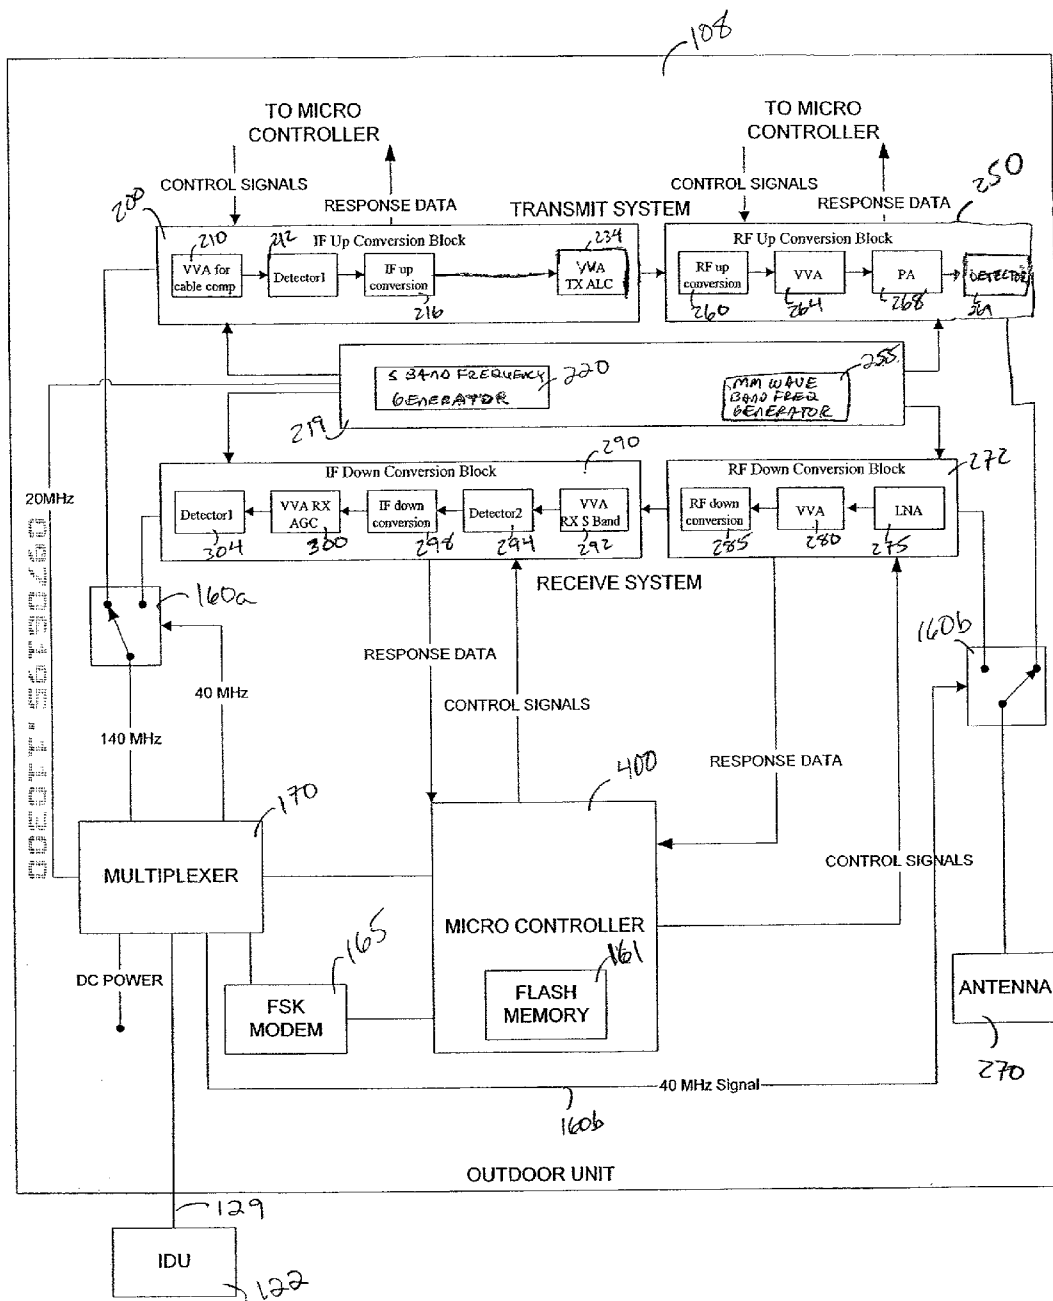 108
TO MICRO
CONTROLLER
TO MICRO
CONTROLLER
CONTROL SIGNALS
RESPONSE DATA
CONTROL SIGNALS
RESPONSE DATA
200
TRANSMIT SYSTEM
250
IF Up Conversion Block
210
VVA for
cable comp
212
Detector1
IF up
conversion
216
234
VVA
TX ALC
RF Up Conversion Block
RF up
conversion
260
VVA
264
PA
268
DETECTOR
269
S BAND FREQUENCY
GENERATOR
220
MM WAVE
BAND FREQ
GENERATOR
255
219
IF Down Conversion Block
290
Detector1
304
VVA RX
AGC
300
IF down
conversion
298
Detector2
294
VVA
RX S Band
292
RF Down Conversion Block
272
RF down
conversion
285
VVA
280
LNA
275
RECEIVE SYSTEM
20MHz
160a
160b
RESPONSE DATA
40 MHz
CONTROL SIGNALS
140 MHz
RESPONSE DATA
CONTROL SIGNALS
170
MULTIPLEXER
400
MICRO CONTROLLER
161
FLASH
MEMORY
DC POWER
165
FSK
MODEM
ANTENNA
270
40 MHz Signal
160b
OUTDOOR UNIT
129
IDU
122